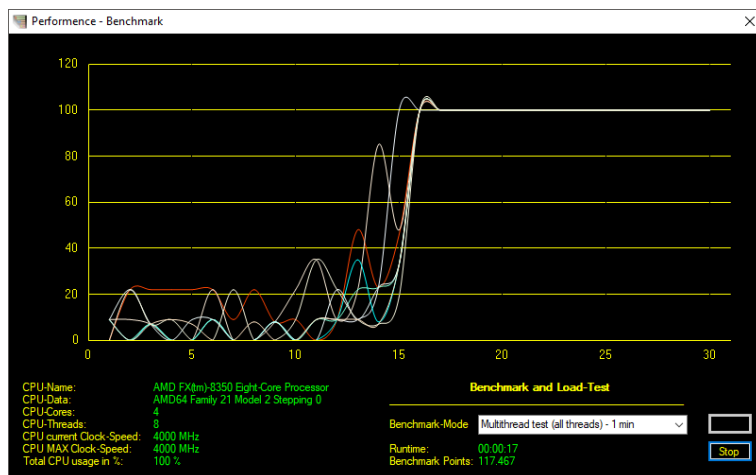 Performence - Benchmark
120
100
80
60
40
20
0
0 5 10 15 20 25 30
CPU-Name: AMD FX(tm)-8350 Eight-Core Processor
CPU-Data: AMD64 Family 21 Model 2 Stepping 0
CPU-Cores: 4
CPU-Threads: 8
CPU current Clock-Speed: 4000 MHz
CPU MAX Clock-Speed: 4000 MHz
Total CPU usage in %: 100 %
Benchmark and Load-Test
Benchmark-Mode Multithread test (all threads) - 1 min
Runtime: 00:00:17
Benchmark Points: 117.467
Stop